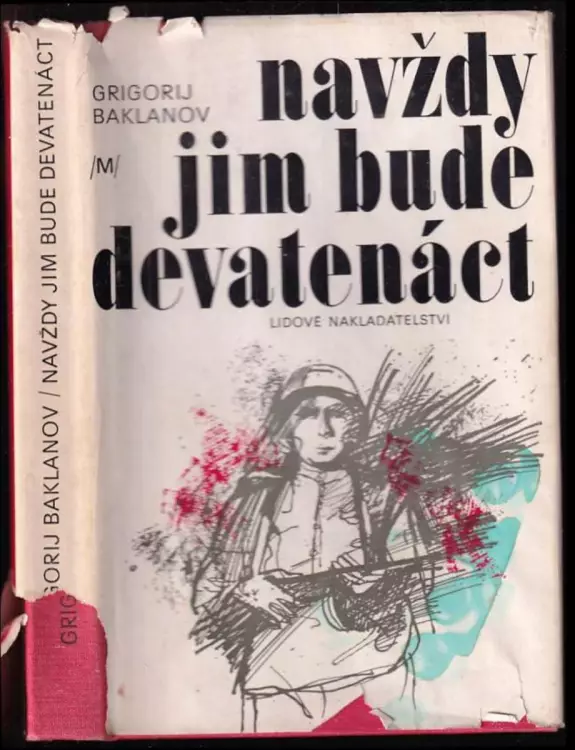 GRIGORIJ
BAKLANOV
/M/
navždy
jim bude
devatenáct
LIDOVÉ NAKLADATELSTVÍ
GRIGORIJ BAKLANOV / NAVŽDY JIM BUDE DEVATENÁCT